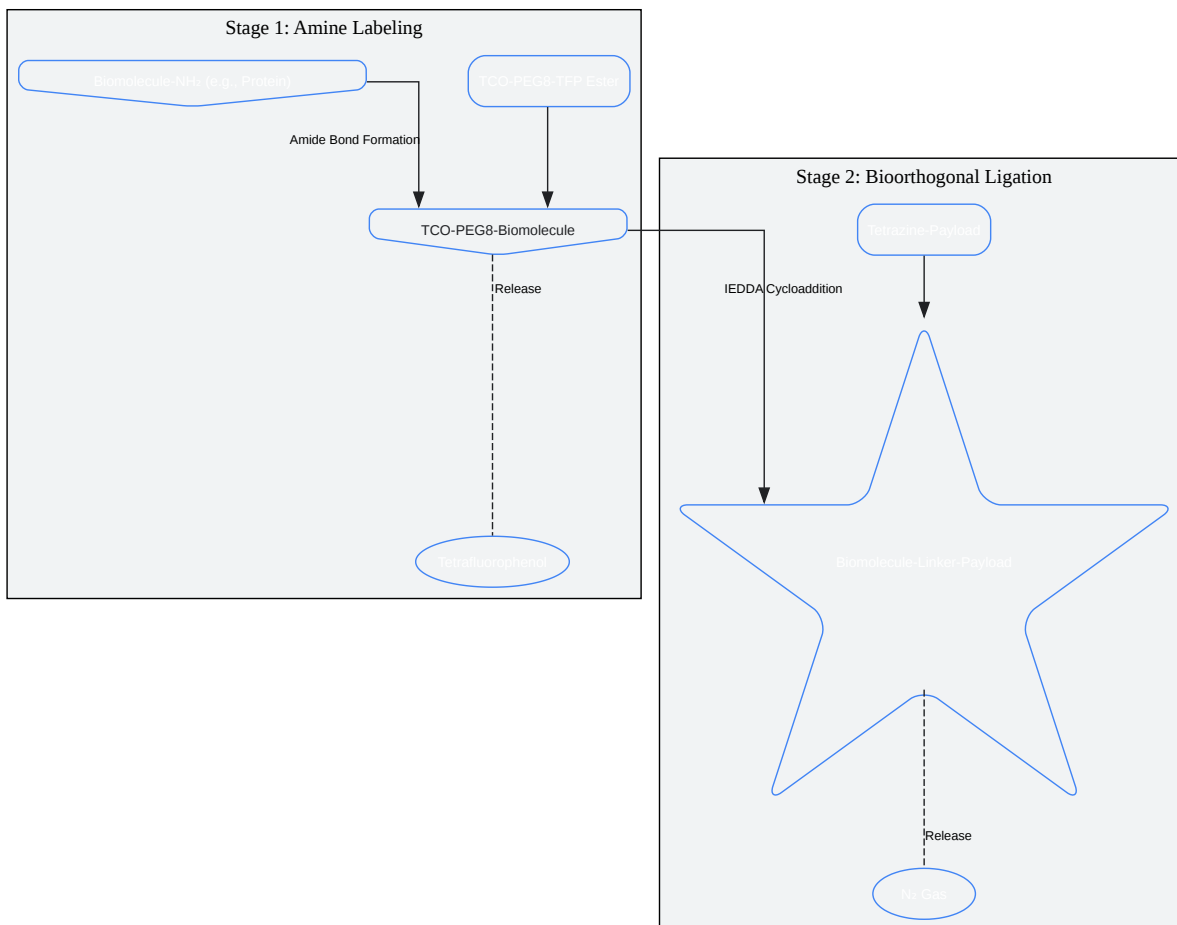 Stage 1: Amine Labeling
Biomolecule-NH₂ (e.g., Protein)
TCO-PEG8-TFP Ester
Amide Bond Formation
TCO-PEG8-Biomolecule
Release
Tetrafluorophenol
Stage 2: Bioorthogonal Ligation
Tetrazine-Payload
IEDDA Cycloaddition
Biomolecule-Linker-Payload
Release
N₂ Gas